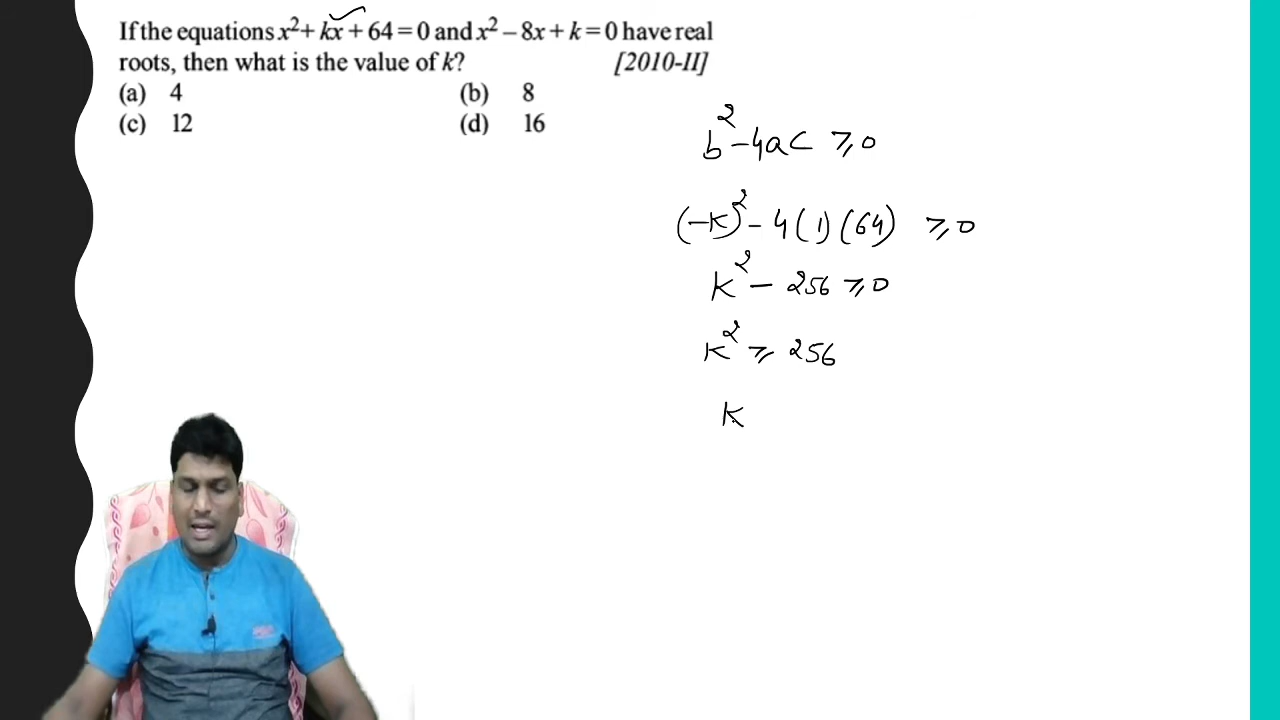 If the equations x² + kx + 64 = 0 and x² – 8x + k = 0 have real
roots, then what is the value of k? [2010-II]
(a) 4 (b) 8
(c) 12 (d) 16
b² - 4ac ⩾ 0
(-K)² - 4(1)(64) ⩾ 0
K² - 256 ⩾ 0
K² ⩾ 256
K